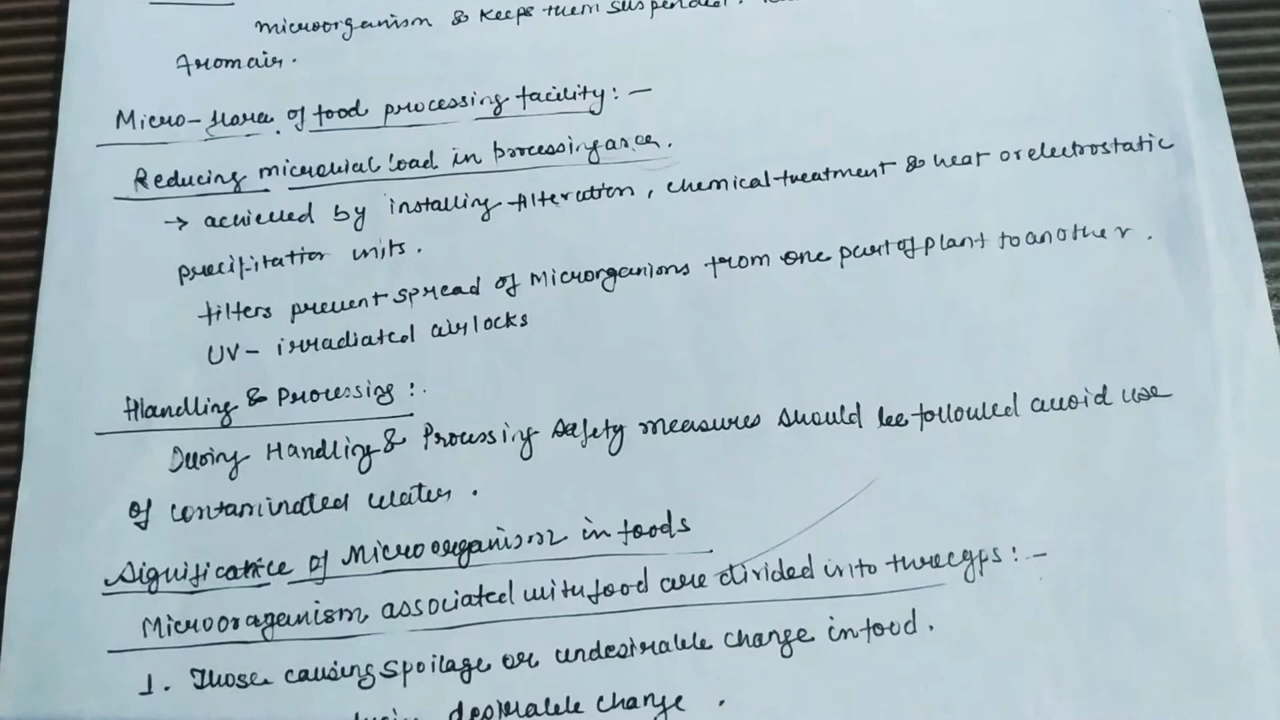 microorganism & keeps them suspended.
from air.
Micro-flora of food processing facility:-
Reducing microbial load in processing area.
→ achieved by installing filteration, chemical treatment & heat or electrostatic
precipitation units.
filters prevent spread of Microrganions from one part of plant to another.
UV- irradiated airlocks
Handling & Processing:.
During Handling & Processing safety measures should be followed avoid use
of contaminated water.
Significance of Microorganism in foods
Microoraganism associated with food are divided into three gps:-
1. Those causing spoilage or undesirable change in food.
desirable change.